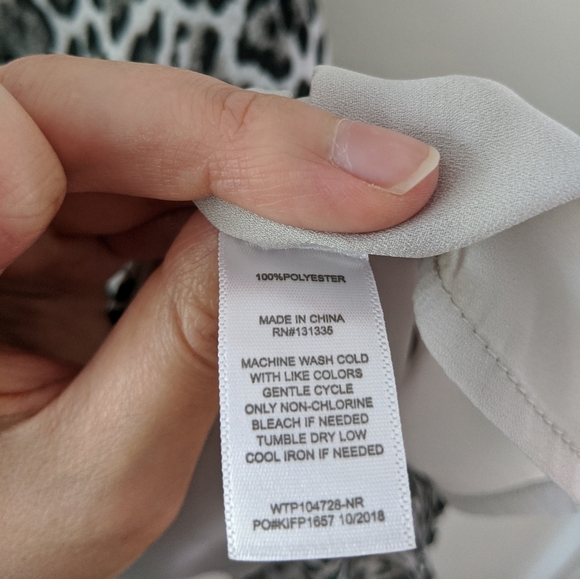 100%POLYESTER
MADE IN CHINA
RN#131335
MACHINE WASH COLD
WITH LIKE COLORS
GENTLE CYCLE
ONLY NON-CHLORINE
BLEACH IF NEEDED
TUMBLE DRY LOW
COOL IRON IF NEEDED
WTP104728-NR
PO#KIFP1657 10/2018